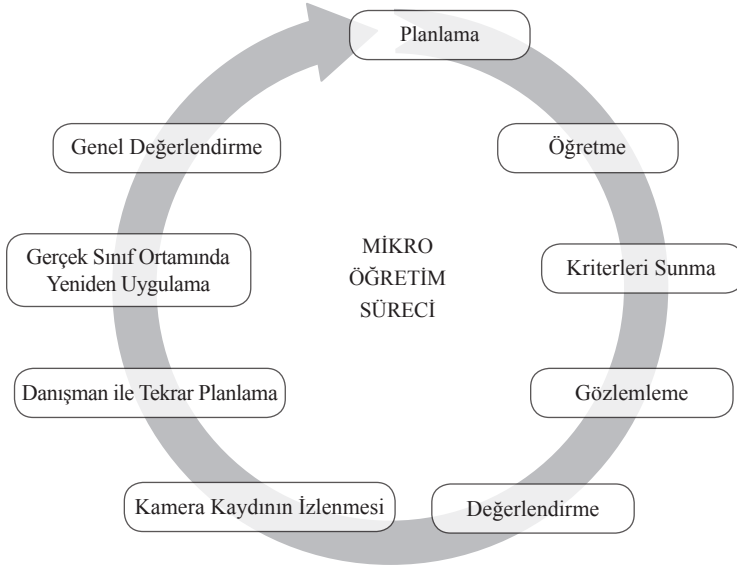 Planlama
Öğretme
Kriterleri Sunma
Gözlemleme
Değerlendirme
Kamera Kaydının İzlenmesi
Danışman ile Tekrar Planlama
Gerçek Sınıf Ortamında
Yeniden Uygulama
Genel Değerlendirme
MİKRO
ÖĞRETİM
SÜRECİ